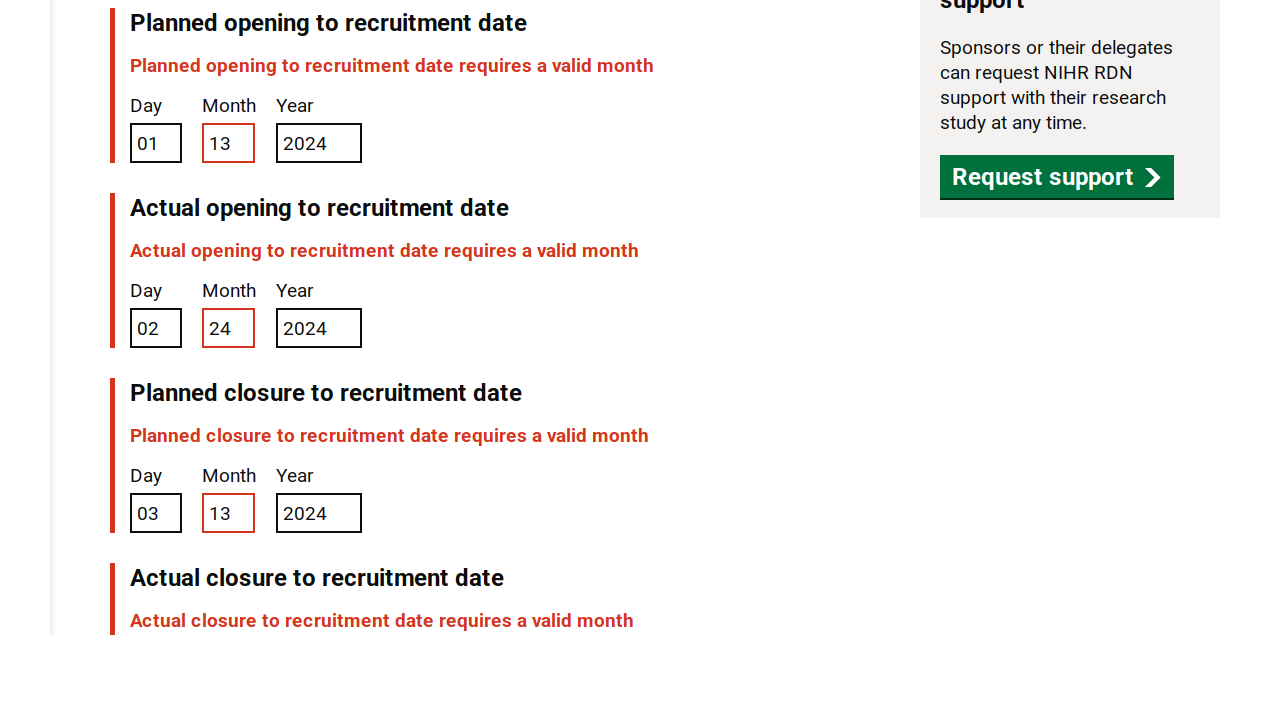 Planned opening to recruitment date
Planned opening to recruitment date requires a valid month
Day Month Year
01 13 2024
Actual opening to recruitment date
Actual opening to recruitment date requires a valid month
Day Month Year
02 24 2024
Planned closure to recruitment date
Planned closure to recruitment date requires a valid month
Day Month Year
03 13 2024
Actual closure to recruitment date
Actual closure to recruitment date requires a valid month
support
Sponsors or their delegates
can request NIHR RDN
support with their research
study at any time.
Request support